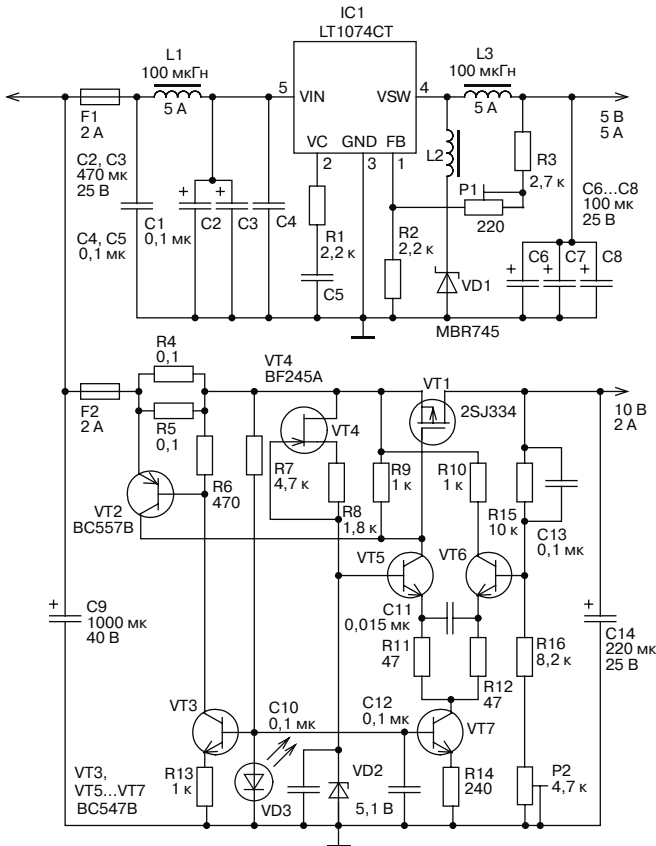 IC1
LT1074CT
L1
100 мкГн
5 А
L3
100 мкГн
5 А
5
VIN
VSW
4
VC
GND
FB
2
3
1
F1
2 А
5 В
5 А
C2, C3
470 мк
25 В
C4, C5
0,1 мк
C1
0,1 мк
C2
C3
C4
R1
2,2 к
C5
R2
2,2 к
L2
P1
220
R3
2,7 к
C6...C8
100 мк
25 В
C6
C7
C8
VD1
MBR745
R4
0,1
VT4
BF245A
VT1
2SJ334
10 В
2 А
F2
2 А
R5
0,1
VT4
R6
470
R7
4,7 к
R8
1,8 к
R9
1 к
R10
1 к
R15
10 к
C13
0,1 мк
VT2
BC557B
VT5
VT6
C9
1000 мк
40 В
C11
0,015 мк
R11
47
R12
47
R16
8,2 к
C14
220 мк
25 В
VT3
C10
0,1 мк
C12
0,1 мк
VT7
VT3,
VT5...VT7
BC547B
R13
1 к
VD3
VD2
5,1 В
R14
240
P2
4,7 к